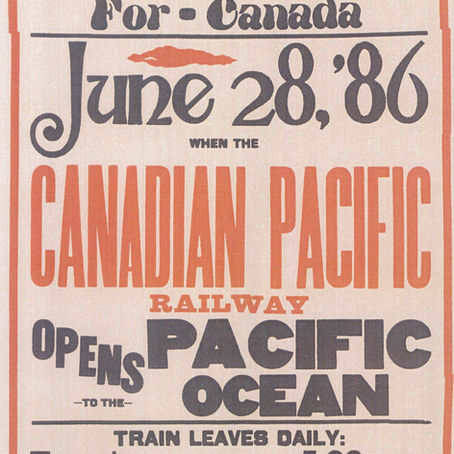 For - Canada
June 28, '86
WHEN THE
CANADIAN PACIFIC
RAILWAY
OPENS
—TO THE—
PACIFIC
OCEAN
TRAIN LEAVES DAILY: